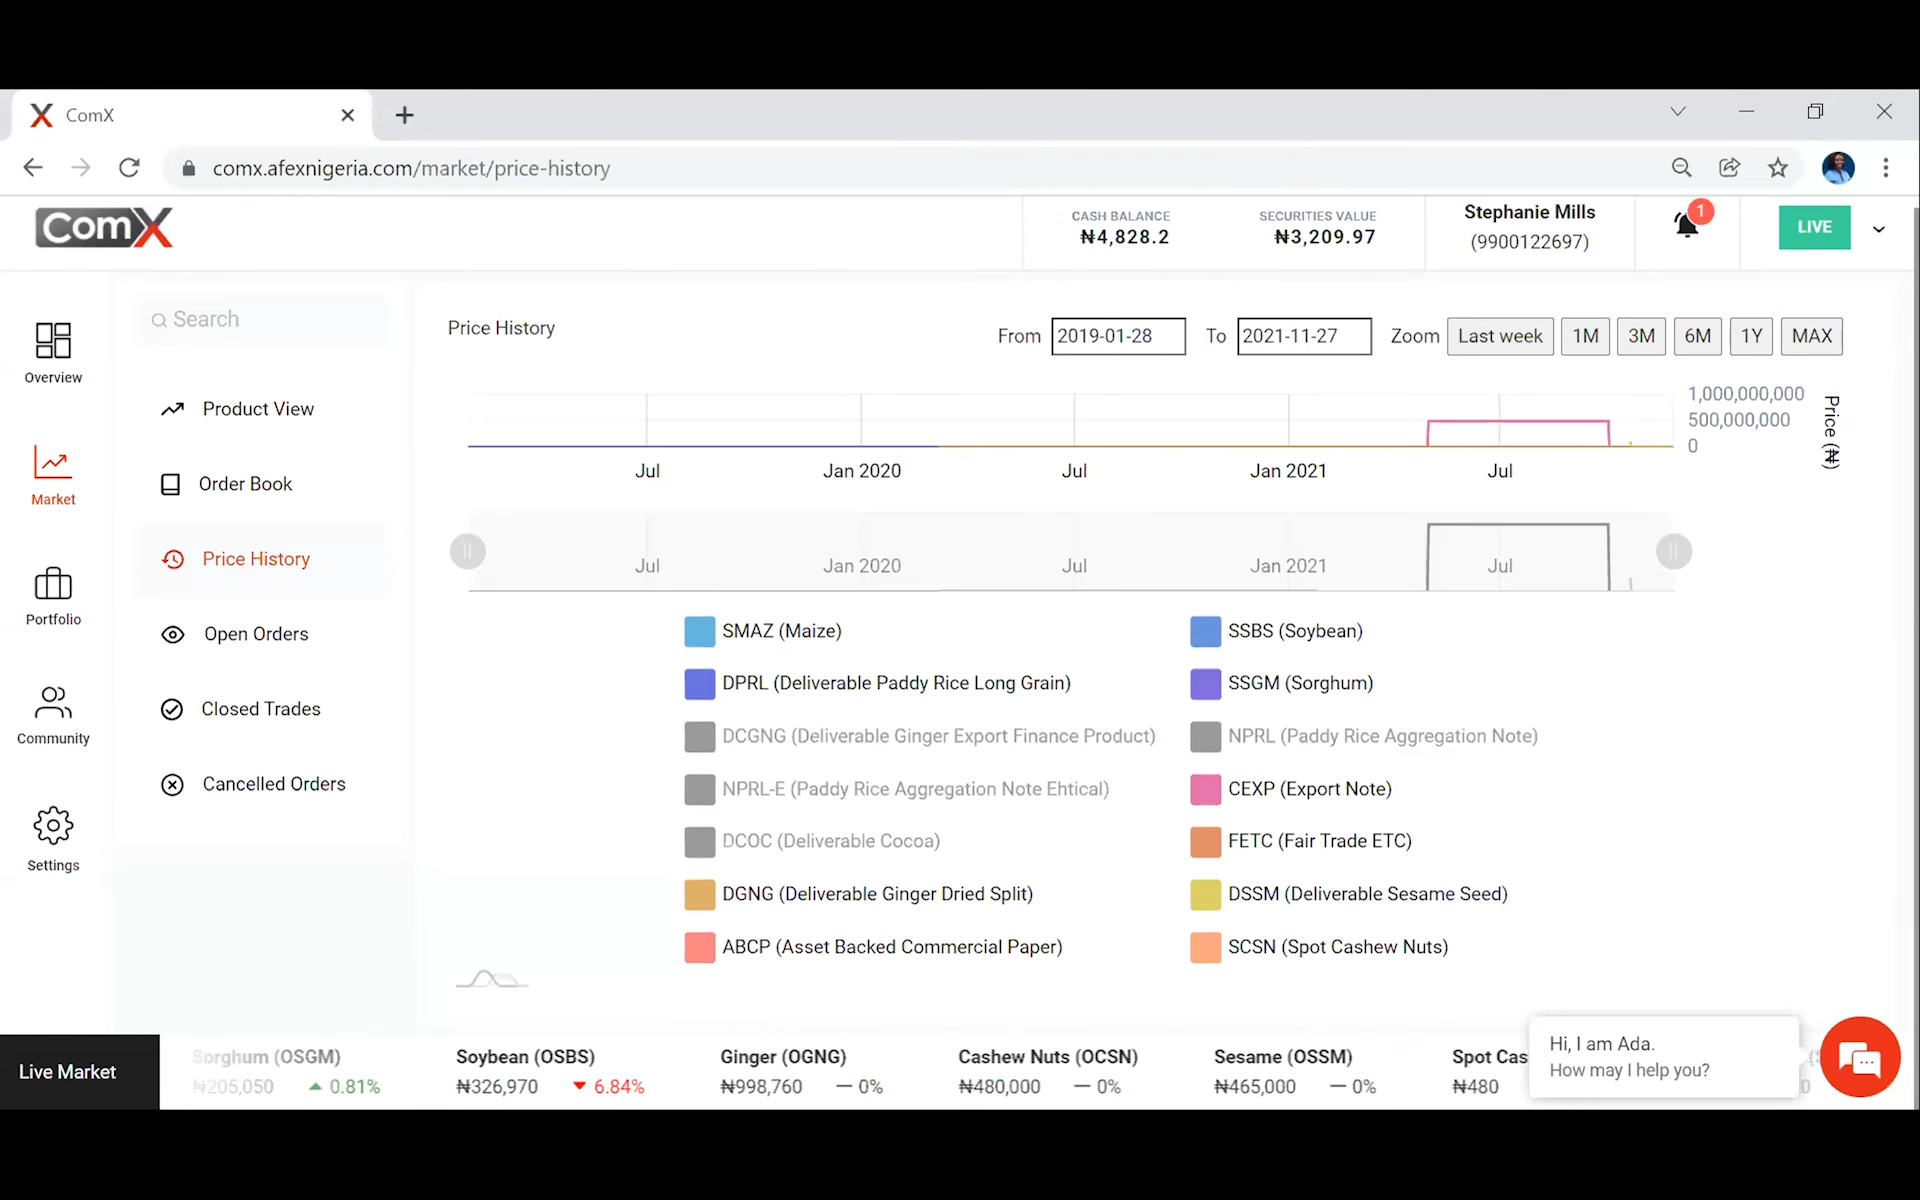 ComX
comx.afexnigeria.com/market/price-history
ComX
CASH BALANCE
₦4,828.2
SECURITIES VALUE
₦3,209.97
Stephanie Mills
(9900122697)
1
LIVE
Overview
Market
Portfolio
Community
Settings
Search
Product View
Order Book
Price History
Open Orders
Closed Trades
Cancelled Orders
Price History
From 2019-01-28 To 2021-11-27 Zoom Last week 1M 3M 6M 1Y MAX
1,000,000,000
500,000,000
0
Price (₦)
Jul Jan 2020 Jul Jan 2021 Jul
Jul Jan 2020 Jul Jan 2021 Jul
SMAZ (Maize)
SSBS (Soybean)
DPRL (Deliverable Paddy Rice Long Grain)
SSGM (Sorghum)
DCGNG (Deliverable Ginger Export Finance Product)
NPRL (Paddy Rice Aggregation Note)
NPRL-E (Paddy Rice Aggregation Note Ehtical)
CEXP (Export Note)
DCOC (Deliverable Cocoa)
FETC (Fair Trade ETC)
DGNG (Deliverable Ginger Dried Split)
DSSM (Deliverable Sesame Seed)
ABCP (Asset Backed Commercial Paper)
SCSN (Spot Cashew Nuts)
Live Market
Sorghum (OSGM)
₦205,050 0.81%
Soybean (OSBS)
₦326,970 6.84%
Ginger (OGNG)
₦998,760 — 0%
Cashew Nuts (OCSN)
₦480,000 — 0%
Sesame (OSSM)
₦465,000 — 0%
Spot Cas
₦480
Hi, I am Ada.
How may I help you?